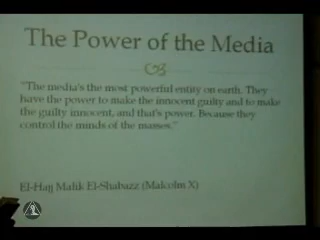 The Power of the Media
"The media's the most powerful entity on earth. They
have the power to make the innocent guilty and to make
the guilty innocent, and that's power. Because they
control the minds of the masses."
El-Hajj Malik El-Shabazz (Malcolm X)